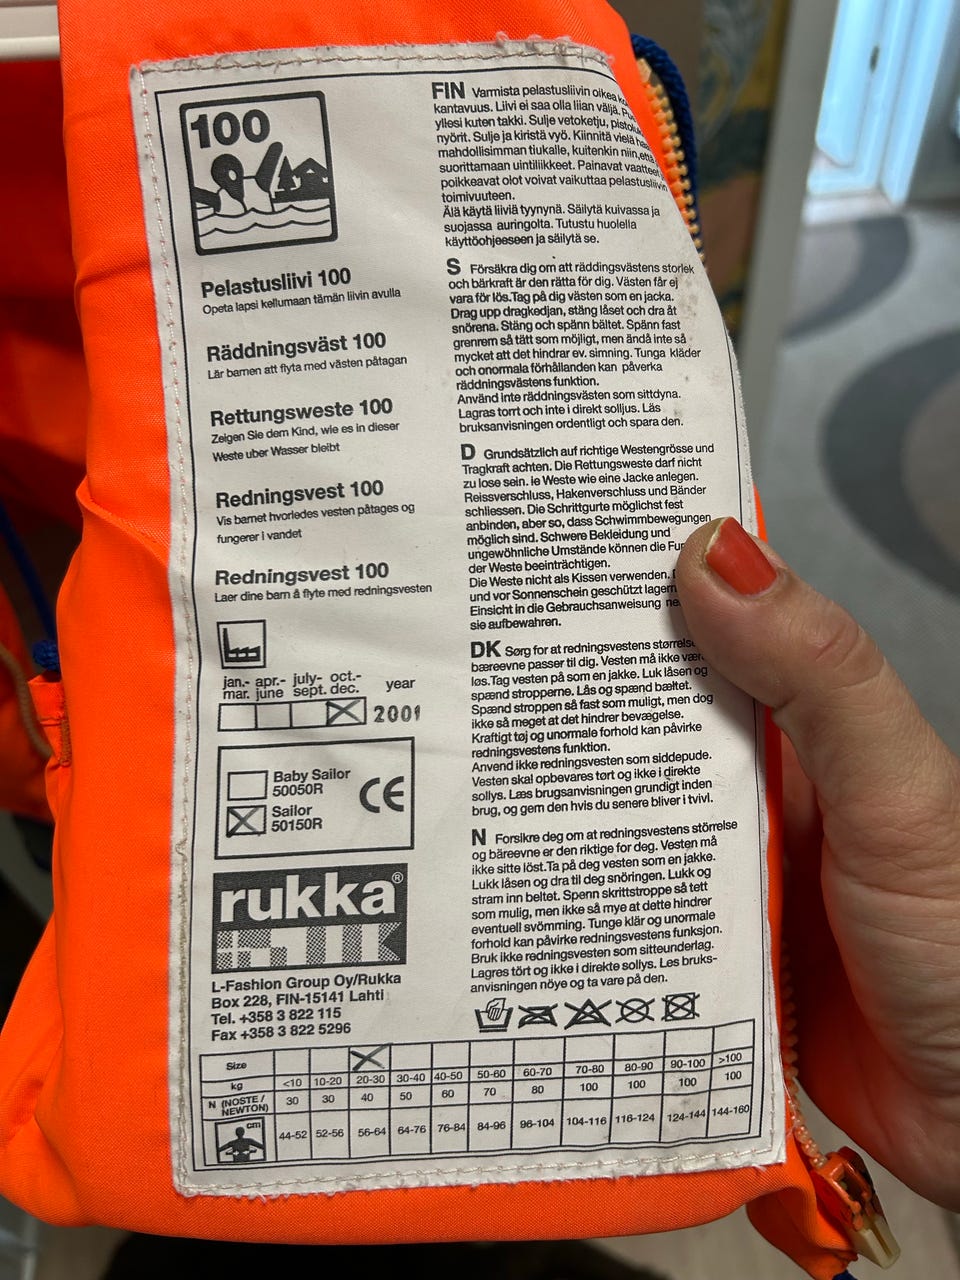 100
Pelastusliivi 100
Opeta lapsi kellumaan tämän liivin avulla
Räddningsväst 100
Lär barnen att flyta med västen påtagan
Rettungsweste 100
Zeigen Sie dem Kind, wie es in dieser
Weste uber Wasser bleibt
Redningsvest 100
Vis barnet hvorledes vesten påtages og
fungerer i vandet
Redningsvest 100
Laer dine barn å flyte med redningsvesten
jan.- apr.- july- oct.-
mar. june sept. dec. year
2001
Baby Sailor
50050R
Sailor
50150R
CE
rukka®
L-Fashion Group Oy/Rukka
Box 228, FIN-15141 Lahti
Tel. +358 3 822 115
Fax +358 3 822 5296
FIN Varmista pelastusliivin oikea
kantavuus. Liivi ei saa olla liian väljä.
yllesi kuten takki. Sulje vetoketju,
nyörit. Sulje ja kiristä vyö. Kiinnitä vielä
mahdollisimman tiukalle, kuitenkin niin, että
suorittamaan uintiliikkeet. Painavat vaatteet
poikkeavat olot voivat vaikuttaa pelastusliivin
toimivuuteen.
Älä käytä liiviä tyynynä. Säilytä kuivassa ja
suojassa auringolta. Tutustu huolella
käyttöohjeeseen ja säilytä se.
S Försäkra dig om att räddingsvästens storlek
och bärkraft är den rätta för dig. Västen får ej
vara för lös.Tag på dig västen som en jacka.
Drag upp dragkedjan, stäng låset och dra åt
snörena. Stäng och spänn bältet. Spänn fast
grenrem så tätt som möjligt, men ändå inte så
mycket att det hindrar ev. simning. Tunga kläder
och onormala förhållanden kan påverka
räddningsvästens funktion.
Använd inte räddningsvästen som sittdyna.
Lagras torrt och inte i direkt solljus. Läs
bruksanvisningen ordentligt och spara den.
D Grundsätzlich auf richtige Westengrösse und
Tragkraft achten. Die Rettungsweste darf nicht
zu lose sein. ie Weste wie eine Jacke anlegen.
Reissverschluss, Hakenverschluss und Bänder
schliessen. Die Schrittgurte möglichst fest
anbinden, aber so, dass Schwimmbewegungen
möglich sind. Schwere Bekleidung und
ungewöhnliche Umstände können die
der Weste beeinträchtigen.
Die Weste nicht als Kissen verwenden.
und vor Sonnenschein geschützt lagern
Einsicht in die Gebrauchsanweisung
sie aufbewahren.
DK Sørg for at redningsvestens størrelse
bæreevne passer til dig. Vesten må ikke være
løs.Tag vesten på som en jakke. Luk låsen og
spænd stropperne. Lås og spænd bæltet.
Spænd stroppen så fast som muligt, men dog
ikke så meget at det hindrer bevægelse.
Kraftigt tøj og unormale forhold kan påvirke
redningsvestens funktion.
Anvend ikke redningsvesten som siddepude.
Vesten skal opbevares tørt og ikke i direkte
sollys. Læs brugsanvisningen grundigt inden
brug, og gem den hvis du senere bliver i tvivl.
N Forsikre deg om at redningsvestens størrelse
og bäreevne er den riktige for deg. Vesten må
ikke sitte löst.Ta på deg vesten som en jakke.
Lukk låsen og dra til deg snöringen. Lukk og
stram inn beltet. Spenn skrittstroppe så tett
som mulig, men ikke så mye at dette hindrer
eventuell svömming. Tunge klär og unormale
forhold kan påvirke redningsvestens funksjon.
Bruk ikke redningsvesten som sitteunderlag.
Lagres tört og ikke i direkte sollys. Les bruks-
anvisningen nöye og ta vare på den.
Size
kg <10 10-20 20-30 30-40 40-50 50-60 60-70 70-80 80-90 90-100 >100
N (NOSTE / NEWTON) 30 30 40 50 60 70 80 100 100 100 100
cm 44-52 52-56 56-64 64-76 76-84 84-96 96-104 104-116 116-124 124-144 144-160